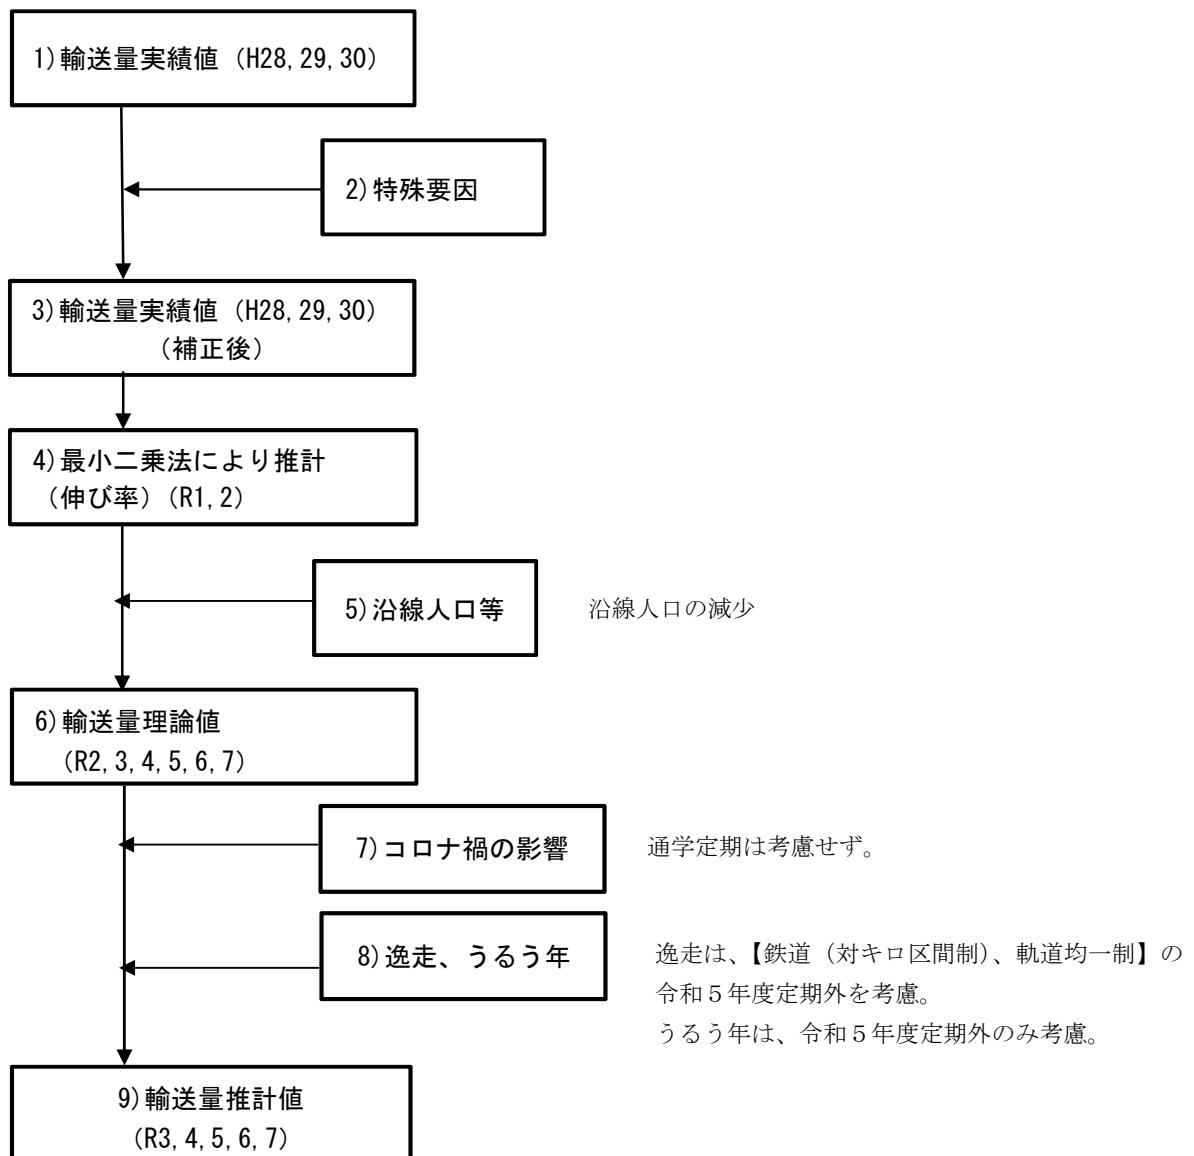 1)輸送量実績値（H28, 29, 30）
2)特殊要因
3)輸送量実績値（H28, 29, 30）
（補正後）
4)最小二乗法により推計
（伸び率）（R1, 2）
5)沿線人口等
沿線人口の減少
6)輸送量理論値
（R2, 3, 4, 5, 6, 7）
7)コロナ禍の影響
通学定期は考慮せず。
8)逸走、うるう年
逸走は、【鉄道（対キロ区間制）、軌道均一制】の
令和５年度定期外を考慮。
うるう年は、令和５年度定期外のみ考慮。
9)輸送量推計値
（R3, 4, 5, 6, 7）